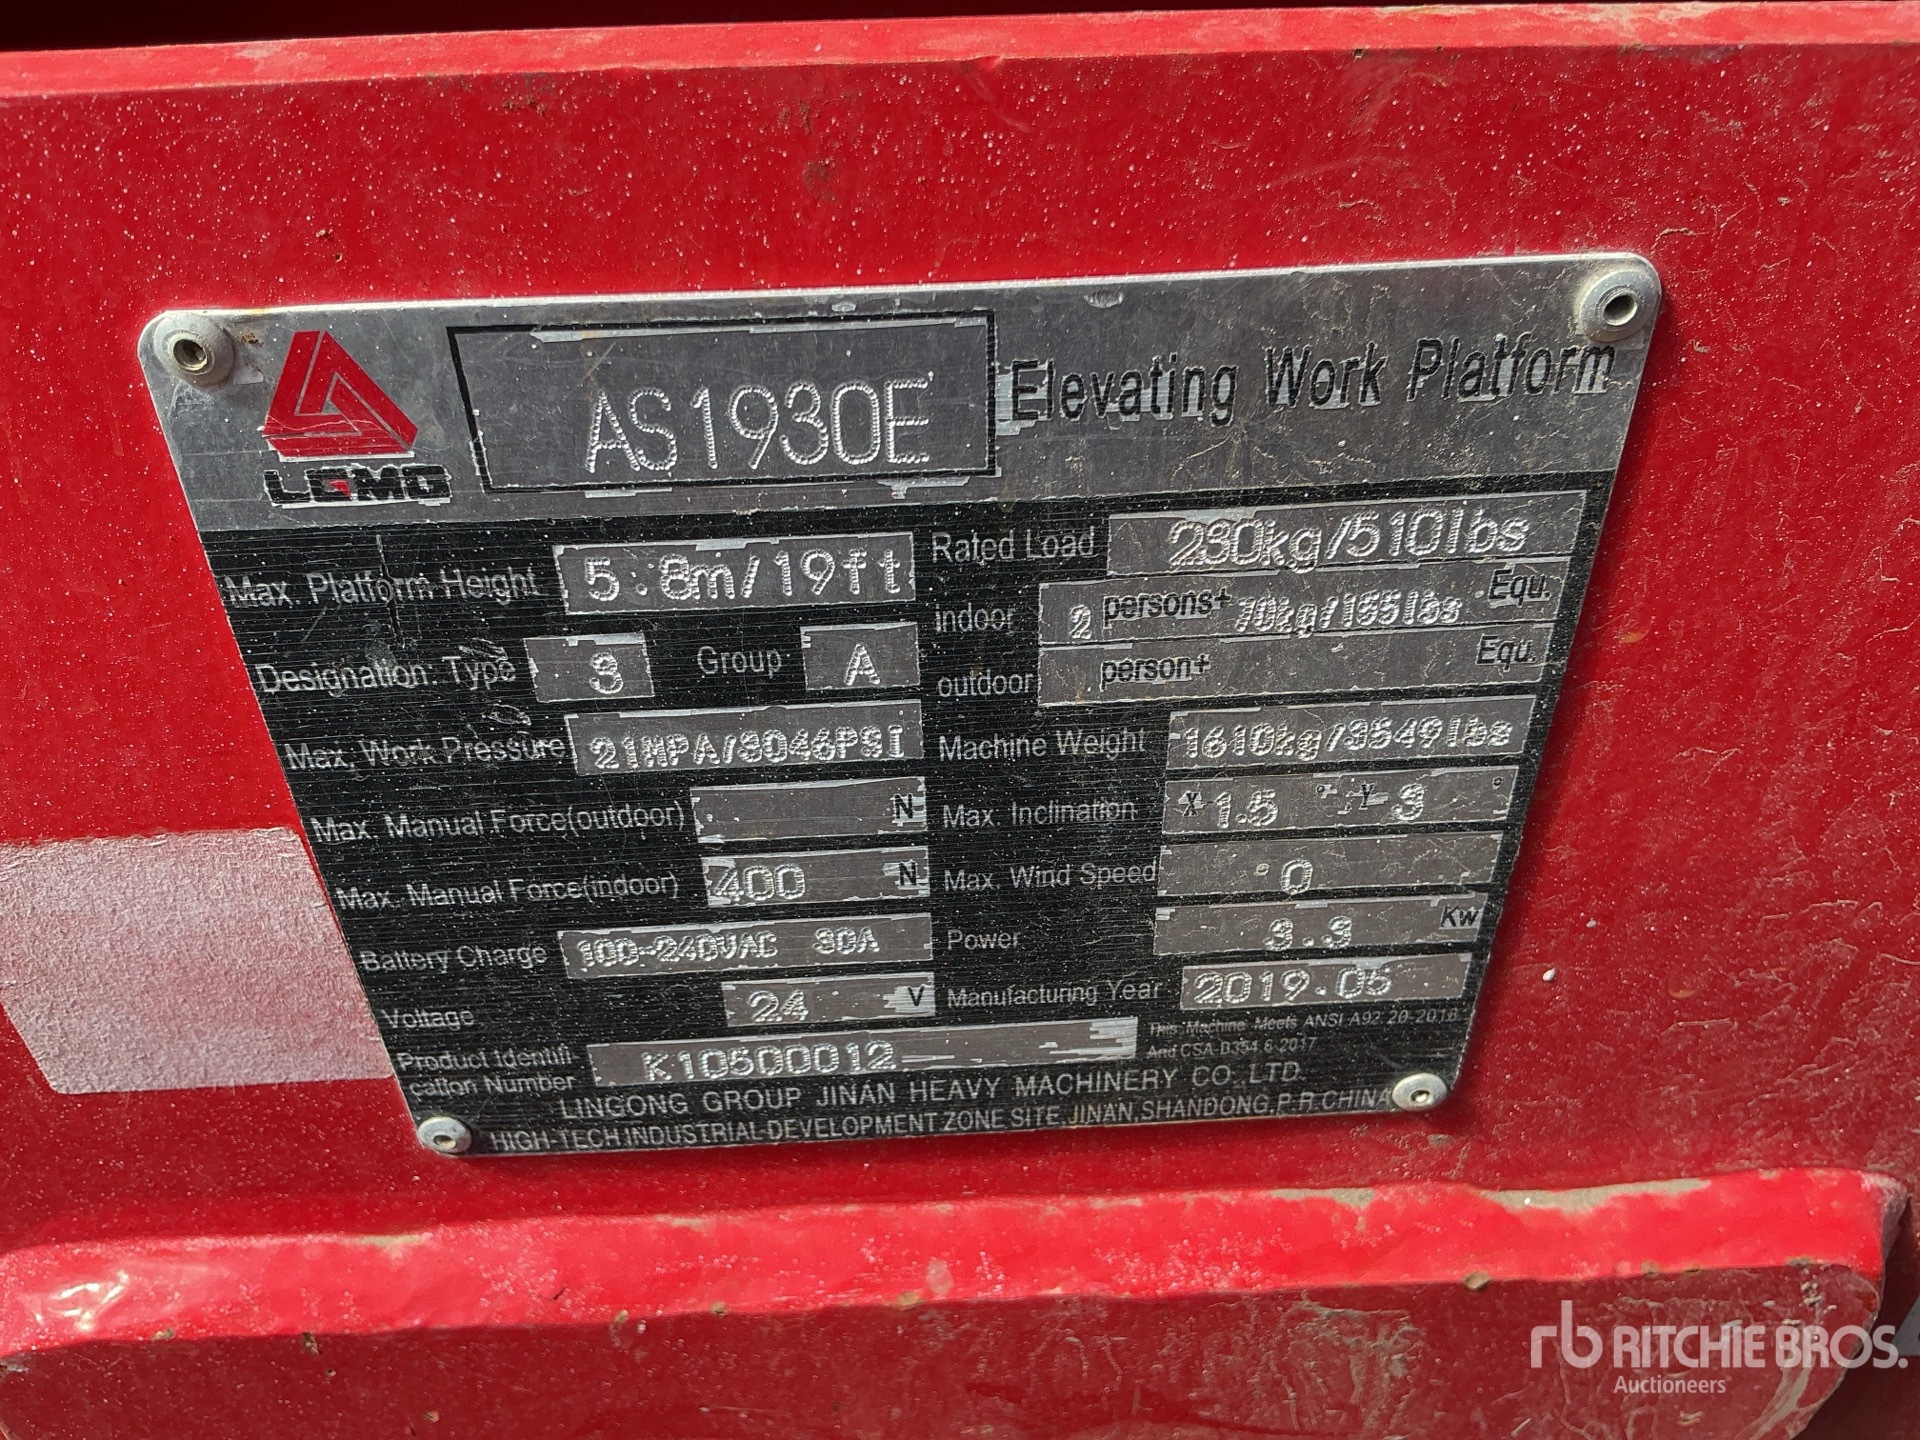 LGMG
AS1930E
Elevating Work Platform
Max. Platform Height 5.8m/19ft
Rated Load 230kg/510lbs
indoor 2 persons+ 70kg/155lbs Equ.
Designation: Type 3 Group A
outdoor person+ Equ.
Max. Work Pressure 21MPA/3046PSI
Machine Weight 1610kg/3549lbs
Max. Manual Force(outdoor) N
Max. Inclination X 1.5 ° Y 3 °
Max. Manual Force(indoor) 400 N
Max. Wind Speed 0
Battery Charge 100-240VAC 30A
Power 3.3 Kw
Voltage 24 V
Manufacturing Year 2019.05
Product Identifi-
cation Number K10500012
This Machine Meets ANSI A92.20-2018
And CSA B354.6:2017
LINGONG GROUP JINAN HEAVY MACHINERY CO., LTD.
HIGH-TECH INDUSTRIAL DEVELOPMENT ZONE SITE, JINAN, SHANDONG, P.R.CHINA
rb RITCHIE BROS.
Auctioneers